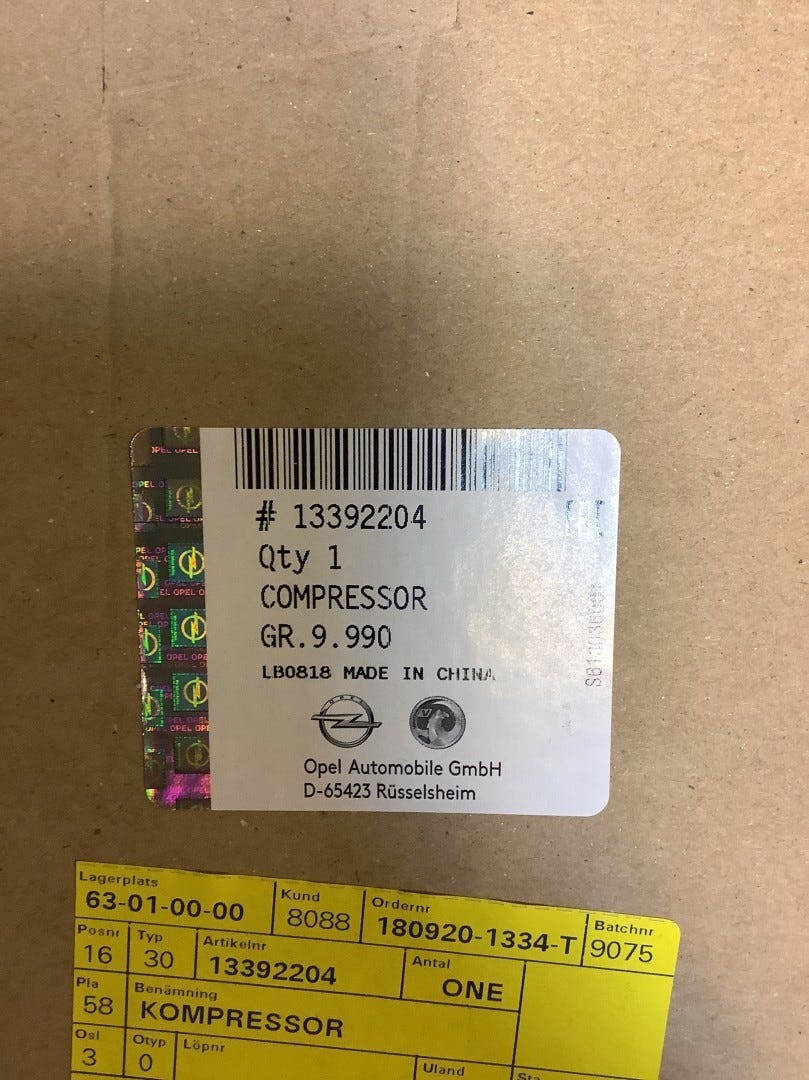 # 13392204
Qty 1
COMPRESSOR
GR.9.990
LB0818 MADE IN CHINA
OPEL
Opel Automobile GmbH
D-65423 Rüsselsheim
Lagerplats
63-01-00-00
Kund
8088
Ordernr
180920-1334-T
Batchnr
9075
Posnr
16
Typ
30
Artikelnr
13392204
Antal
ONE
Pla
58
Benämning
KOMPRESSOR
Osl
3
Otyp
0
Löpnr
Uland